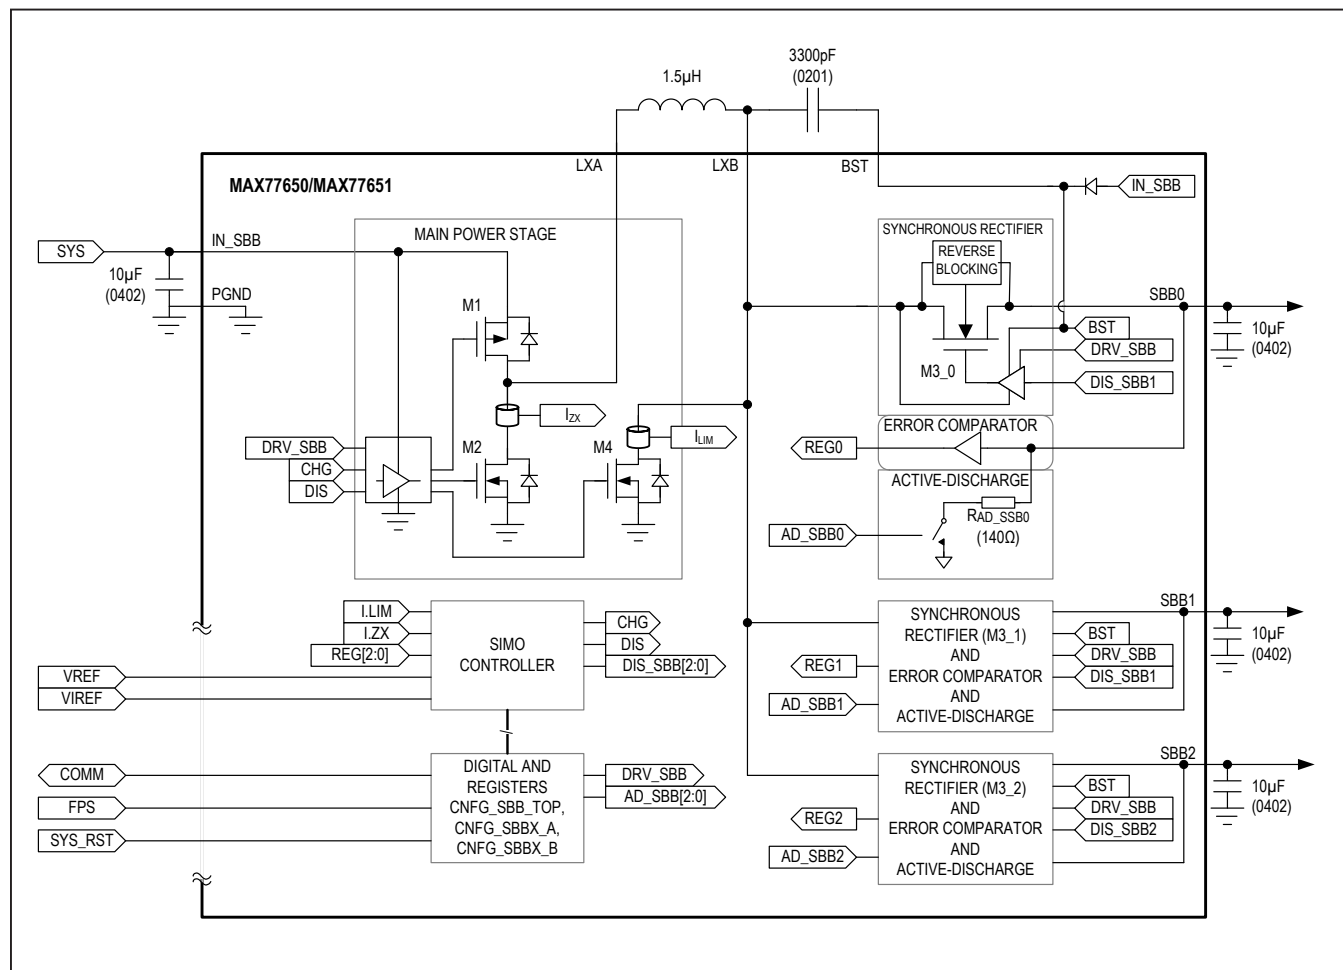 3300pF
(0201)
1.5µH
LXA
LXB
BST
MAX77650/MAX77651
IN_SBB
SYS
IN_SBB
10µF
(0402)
PGND
MAIN POWER STAGE
M1
IZX
M2
M4
ILIM
DRV_SBB
CHG
DIS
SYNCHRONOUS RECTIFIER
REVERSE
BLOCKING
SBB0
BST
DRV_SBB
M3_0
DIS_SBB1
10µF
(0402)
ERROR COMPARATOR
REG0
ACTIVE-DISCHARGE
RAD_SSB0
(140Ω)
AD_SBB0
I.LIM
I.ZX
REG[2:0]
VREF
VIREF
SIMO
CONTROLLER
CHG
DIS
DIS_SBB[2:0]
SYNCHRONOUS
RECTIFIER (M3_1)
AND
ERROR COMPARATOR
AND
ACTIVE-DISCHARGE
REG1
AD_SBB1
SBB1
BST
DRV_SBB
DIS_SBB1
10µF
(0402)
COMM
FPS
SYS_RST
DIGITAL AND
REGISTERS
CNFG_SBB_TOP,
CNFG_SBBX_A,
CNFG_SBBX_B
DRV_SBB
AD_SBB[2:0]
SYNCHRONOUS
RECTIFIER (M3_2)
AND
ERROR COMPARATOR
AND
ACTIVE-DISCHARGE
REG2
AD_SBB2
SBB2
BST
DRV_SBB
DIS_SBB2
10µF
(0402)